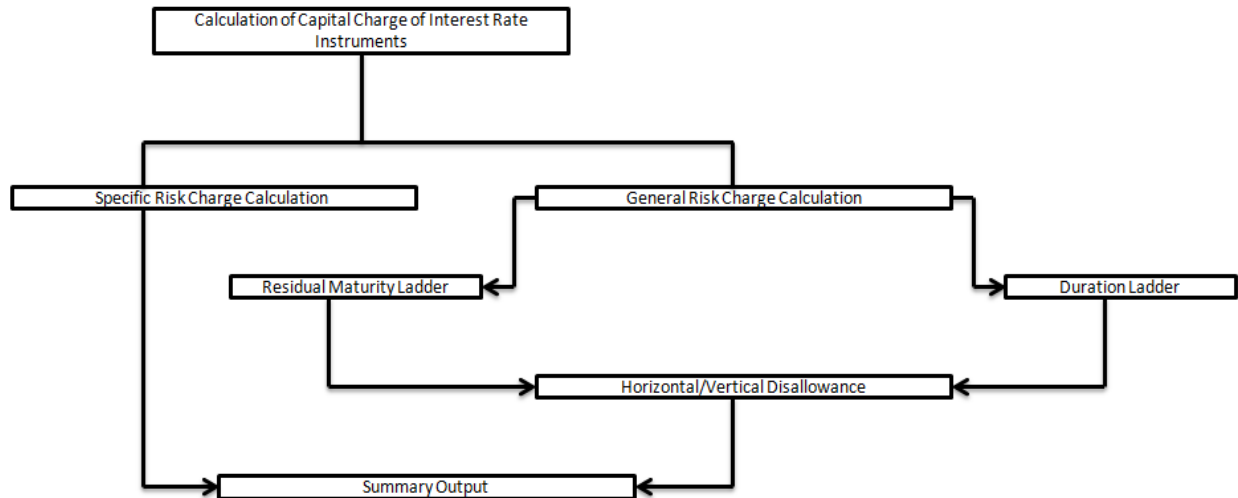 Calculation of Capital Charge of Interest Rate
Instruments
Specific Risk Charge Calculation
General Risk Charge Calculation
Residual Maturity Ladder
Duration Ladder
Horizontal/Vertical Disallowance
Summary Output